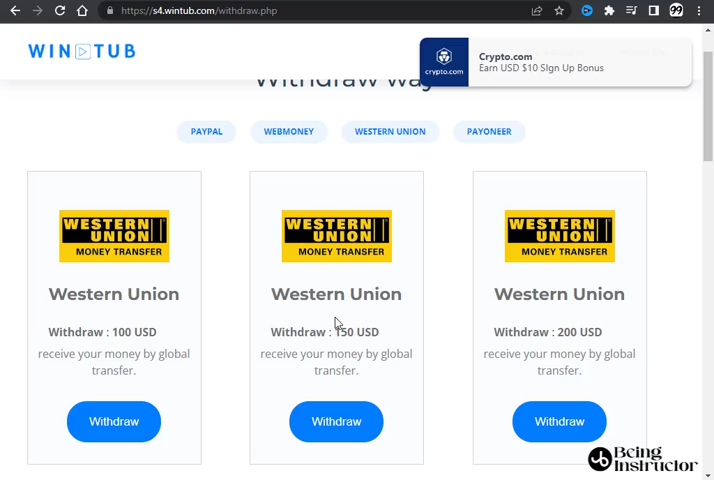 https://s4.wintub.com/withdraw.php
99
WIN TUB
crypto.com
Crypto.com
Earn USD $10 SIgn Up Bonus
Withdraw way
PAYPAL
WEBMONEY
WESTERN UNION
PAYONEER
WESTERN UNION
MONEY TRANSFER
Western Union
Withdraw : 100 USD
receive your money by global
transfer.
Withdraw
WESTERN UNION
MONEY TRANSFER
Western Union
Withdraw : 150 USD
receive your money by global
transfer.
Withdraw
WESTERN UNION
MONEY TRANSFER
Western Union
Withdraw : 200 USD
receive your money by global
transfer.
Withdraw
Being
Instructor